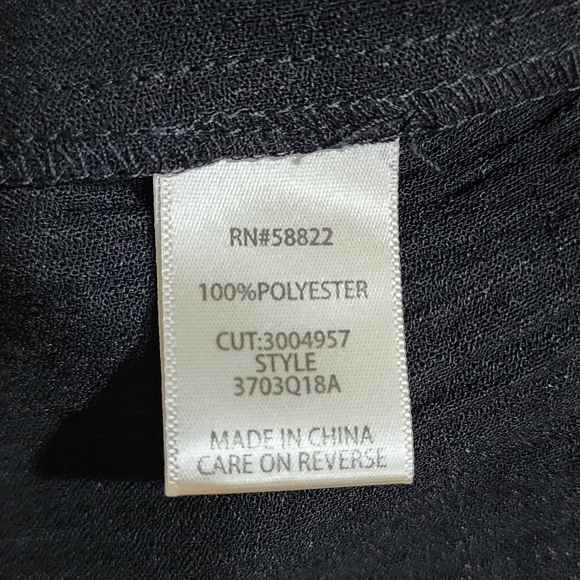 RN#58822
100%POLYESTER
CUT:3004957
STYLE
3703Q18A
MADE IN CHINA
CARE ON REVERSE